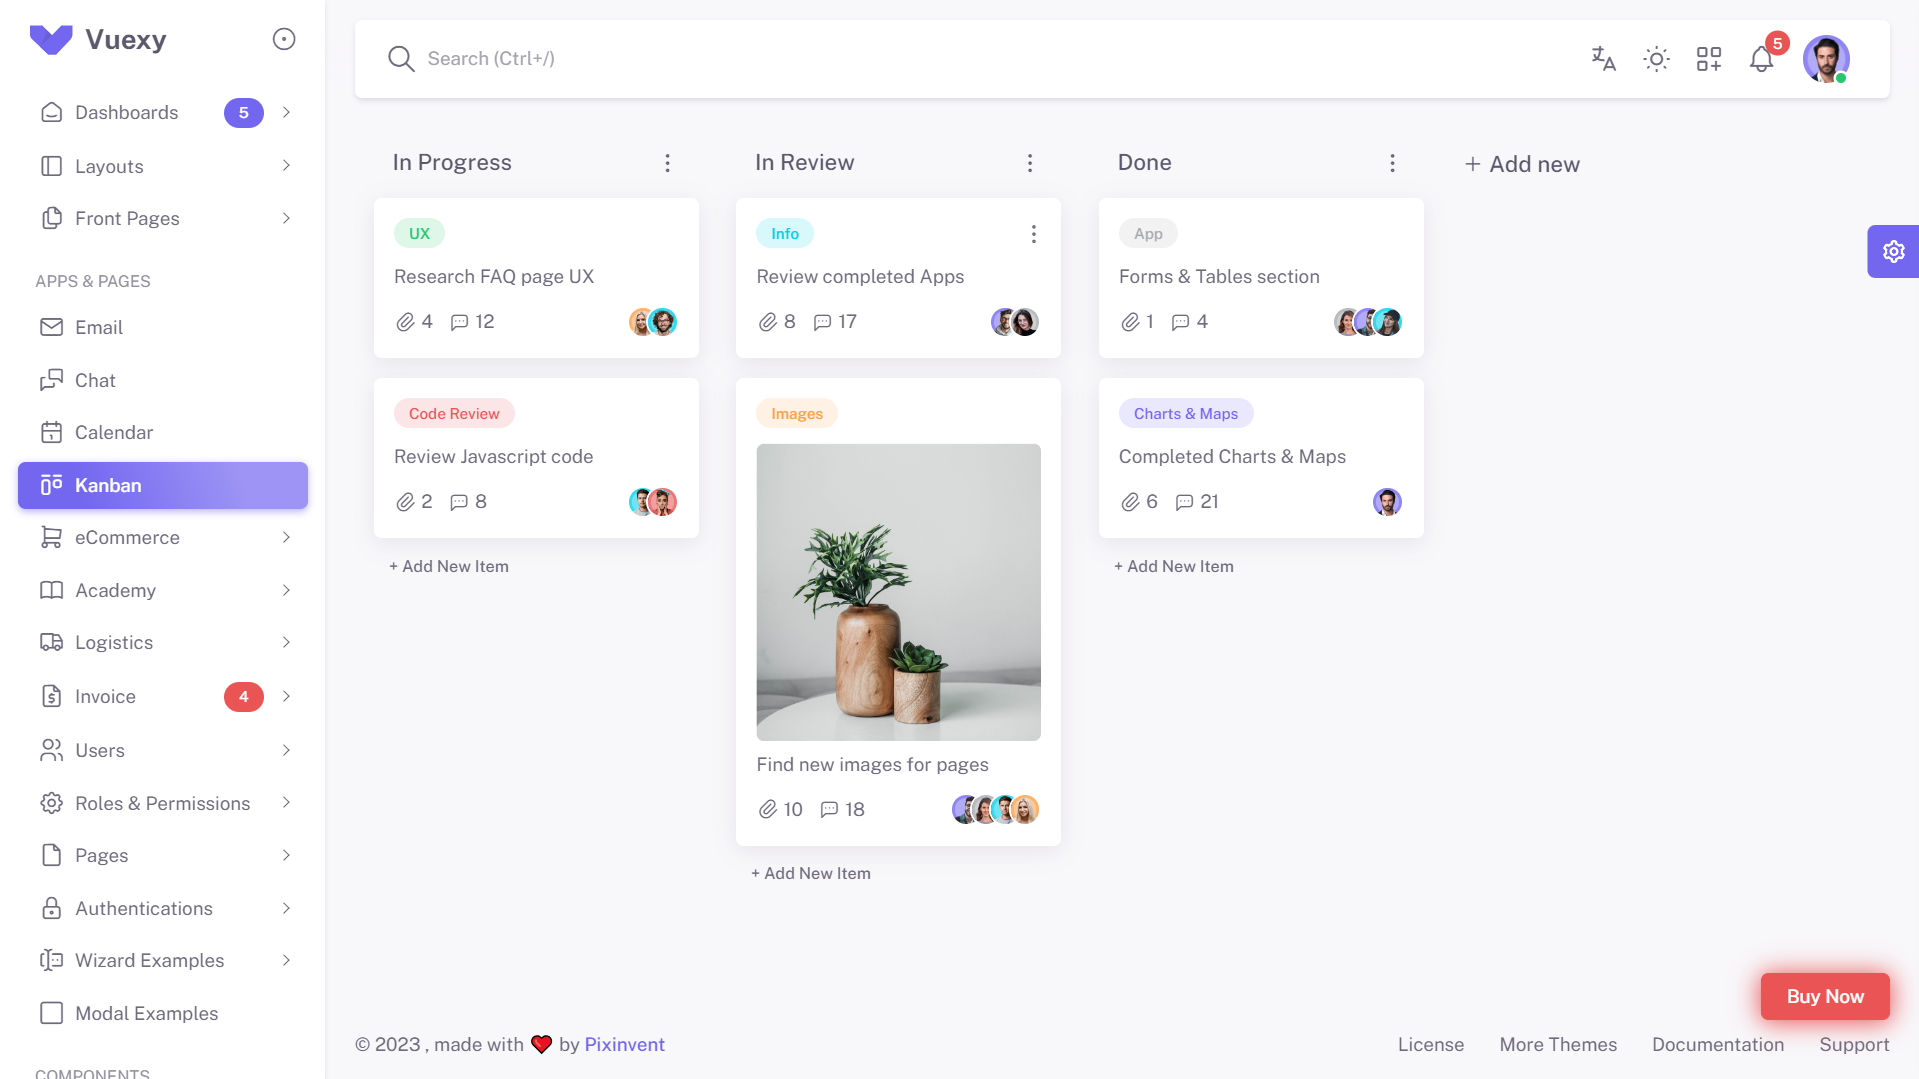 Vuexy
Search (Ctrl+/)
5
Dashboards 5
Layouts
Front Pages
APPS & PAGES
Email
Chat
Calendar
Kanban
eCommerce
Academy
Logistics
Invoice 4
Users
Roles & Permissions
Pages
Authentications
Wizard Examples
Modal Examples
COMPONENTS
In Progress
UX
Research FAQ page UX
4 12
Code Review
Review Javascript code
2 8
+ Add New Item
In Review
Info
Review completed Apps
8 17
Images
Find new images for pages
10 18
+ Add New Item
Done
App
Forms & Tables section
1 4
Charts & Maps
Completed Charts & Maps
6 21
+ Add New Item
+ Add new
Buy Now
© 2023 , made with ❤️ by Pixinvent
License More Themes Documentation Support